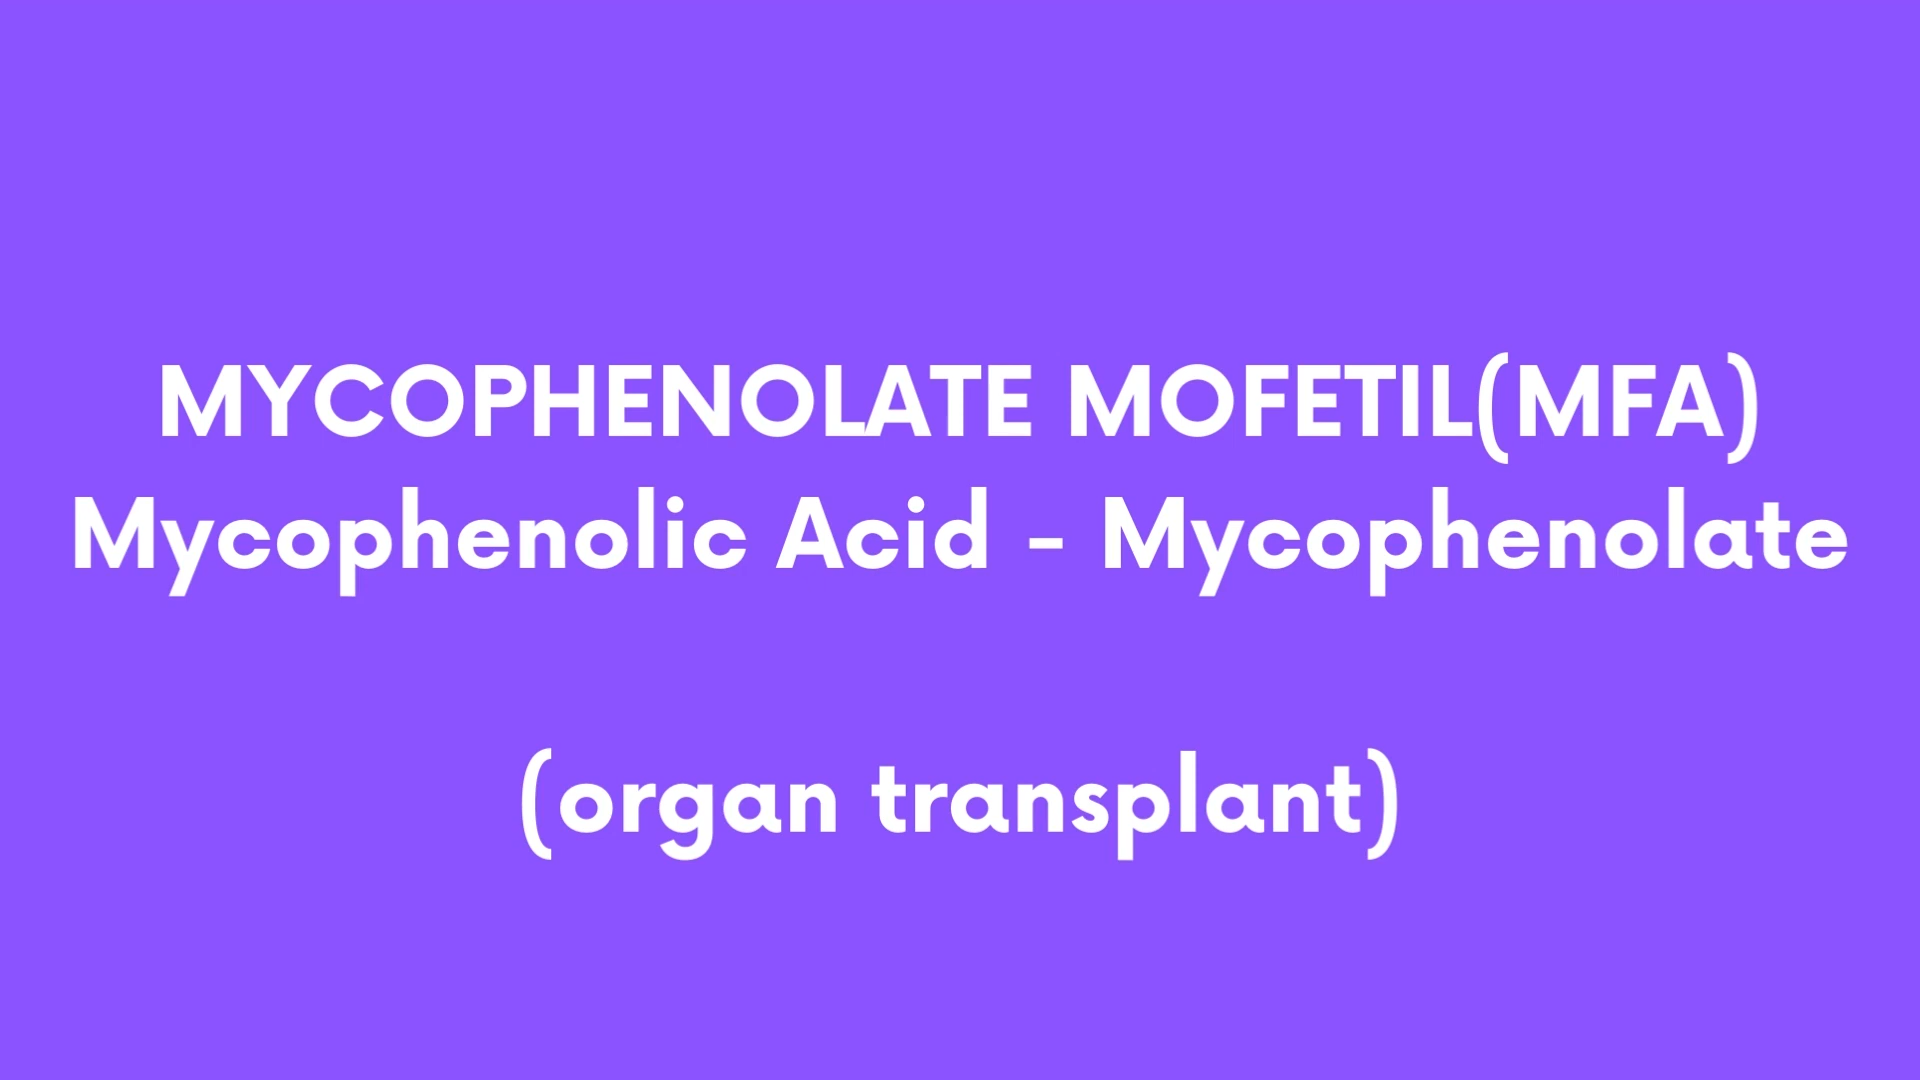 MYCOPHENOLATE MOFETIL(MFA)
Mycophenolic Acid - Mycophenolate
(organ transplant)